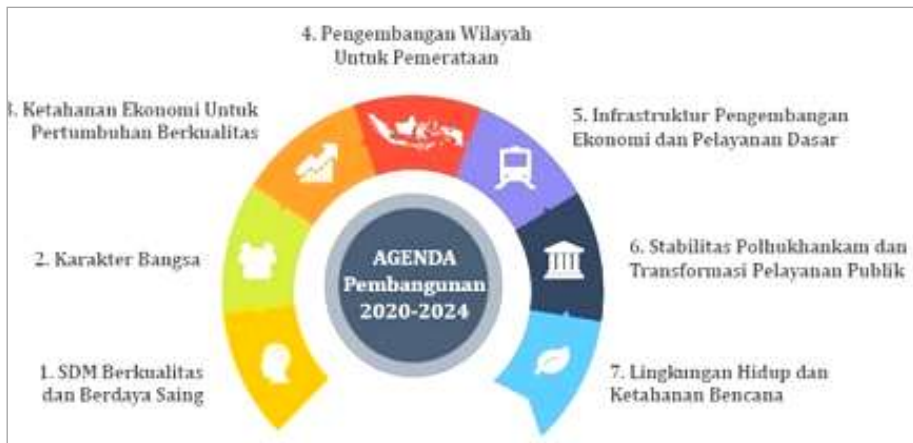 4. Pengembangan Wilayah
Untuk Pemerataan
3. Ketahanan Ekonomi Untuk
Pertumbuhan Berkualitas
5. Infrastruktur Pengembangan
Ekonomi dan Pelayanan Dasar
2. Karakter Bangsa
AGENDA
Pembangunan
2020-2024
6. Stabilitas Polhukhankam dan
Transformasi Pelayanan Publik
1. SDM Berkualitas
dan Berdaya Saing
7. Lingkungan Hidup dan
Ketahanan Bencana